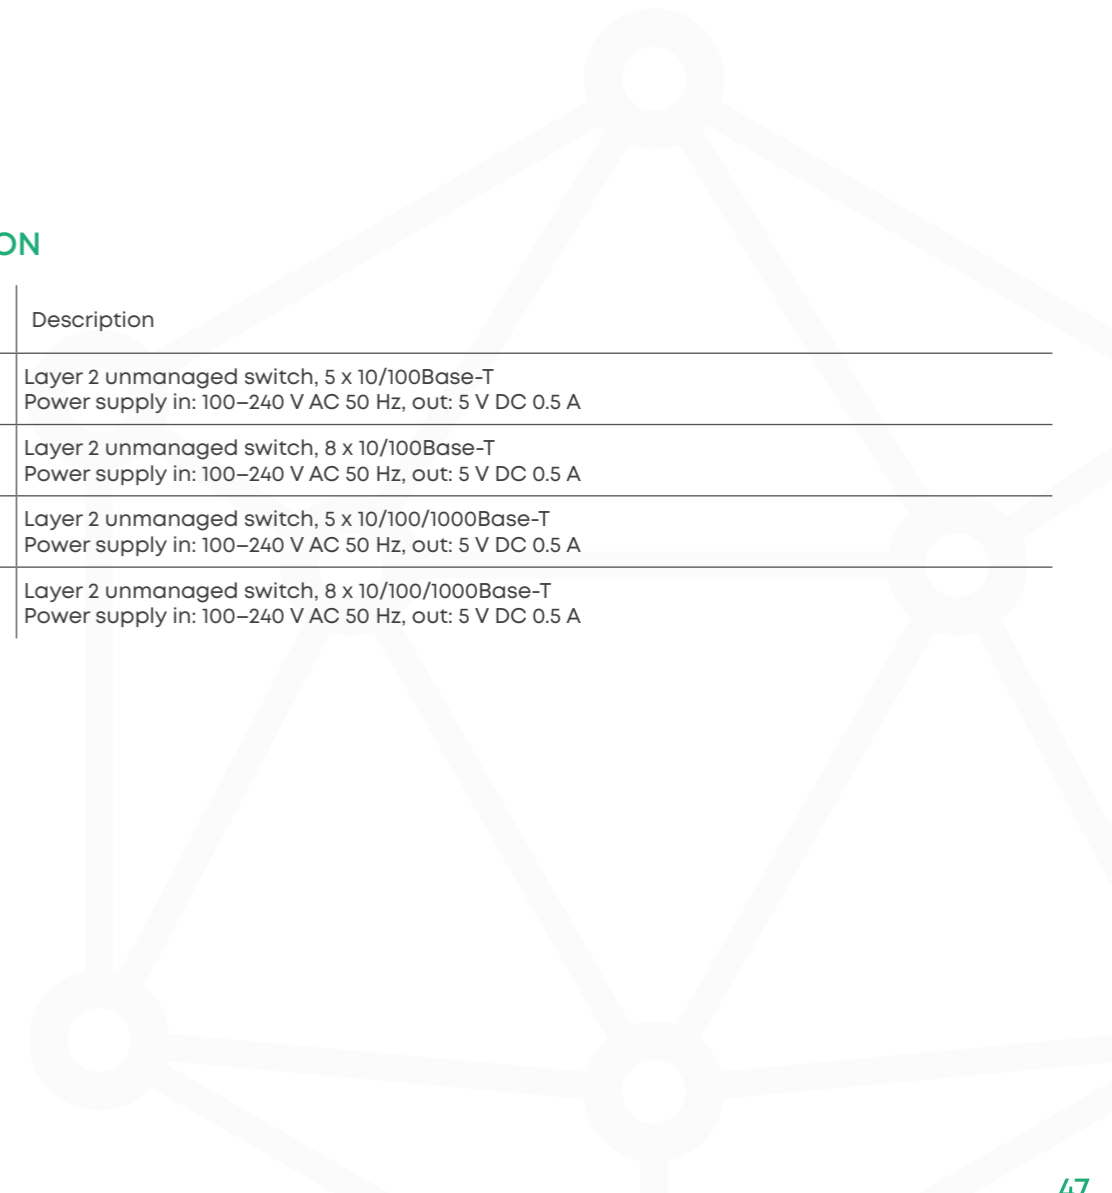 ON
Description
Layer 2 unmanaged switch, 5 x 10/100Base-T
Power supply in: 100–240 V AC 50 Hz, out: 5 V DC 0.5 A
Layer 2 unmanaged switch, 8 x 10/100Base-T
Power supply in: 100–240 V AC 50 Hz, out: 5 V DC 0.5 A
Layer 2 unmanaged switch, 5 x 10/100/1000Base-T
Power supply in: 100–240 V AC 50 Hz, out: 5 V DC 0.5 A
Layer 2 unmanaged switch, 8 x 10/100/1000Base-T
Power supply in: 100–240 V AC 50 Hz, out: 5 V DC 0.5 A
47